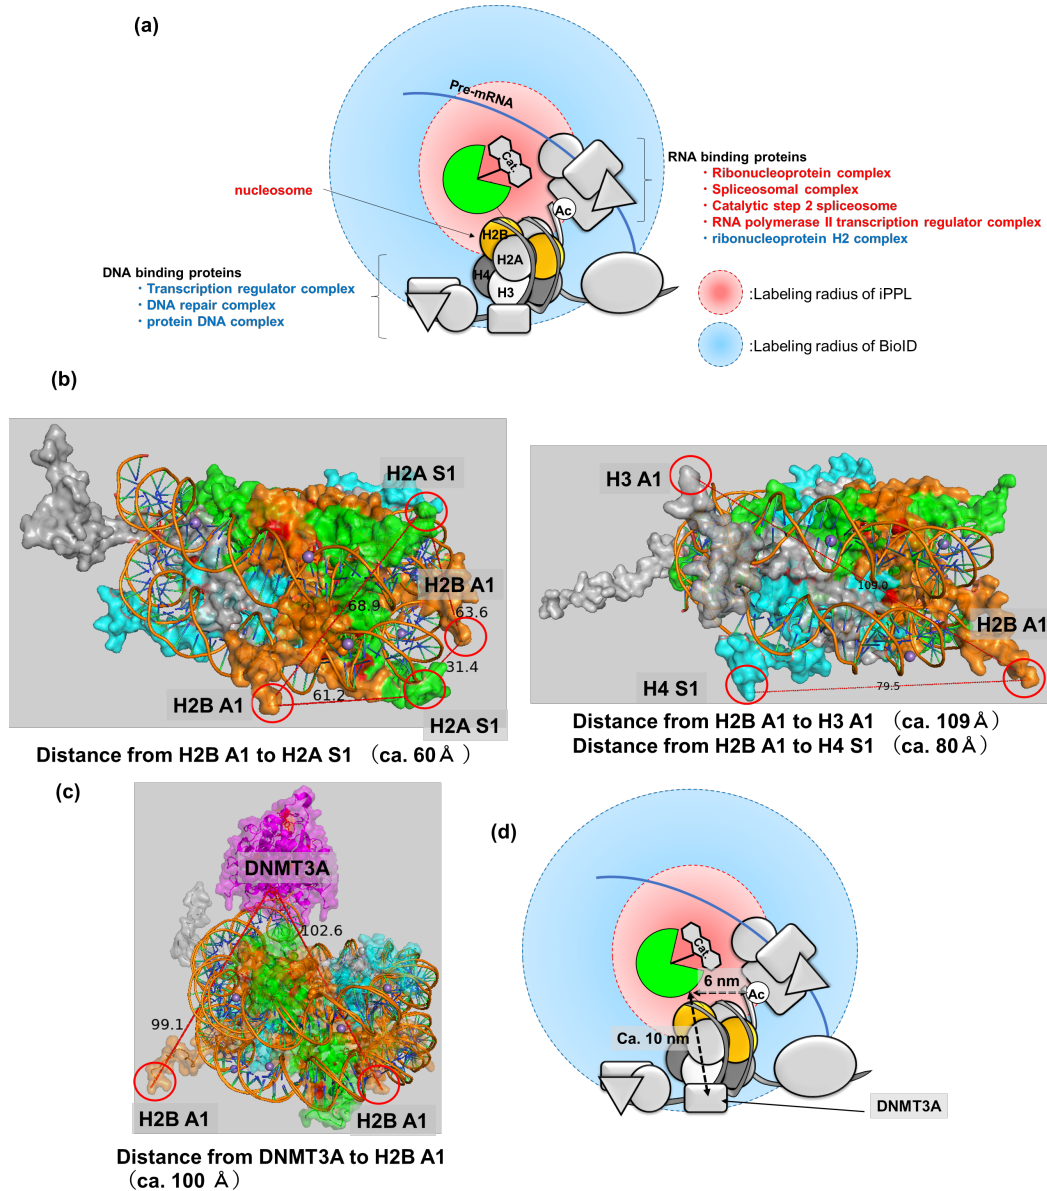 (a)
Pre-mRNA
Cat.
Ac
nucleosome
H2B
H2A
H4
H3
RNA binding proteins
・Ribonucleoprotein complex
・Spliceosomal complex
・Catalytic step 2 spliceosome
・RNA polymerase II transcription regulator complex
・ribonucleoprotein H2 complex
DNA binding proteins
・Transcription regulator complex
・DNA repair complex
・protein DNA complex
:Labeling radius of iPPL
:Labeling radius of BioID
(b)
H2A S1
H2B A1
68.9
63.6
31.4
61.2
H2B A1
H2A S1
Distance from H2B A1 to H2A S1 （ca. 60Å ）
H3 A1
109.0
H2B A1
H4 S1
79.5
Distance from H2B A1 to H3 A1 （ca. 109Å）
Distance from H2B A1 to H4 S1 （ca. 80Å）
(c)
DNMT3A
102.6
99.1
H2B A1
H2B A1
Distance from DNMT3A to H2B A1
（ca. 100 Å）
(d)
Cat.
6 nm
Ac
Ca. 10 nm
DNMT3A